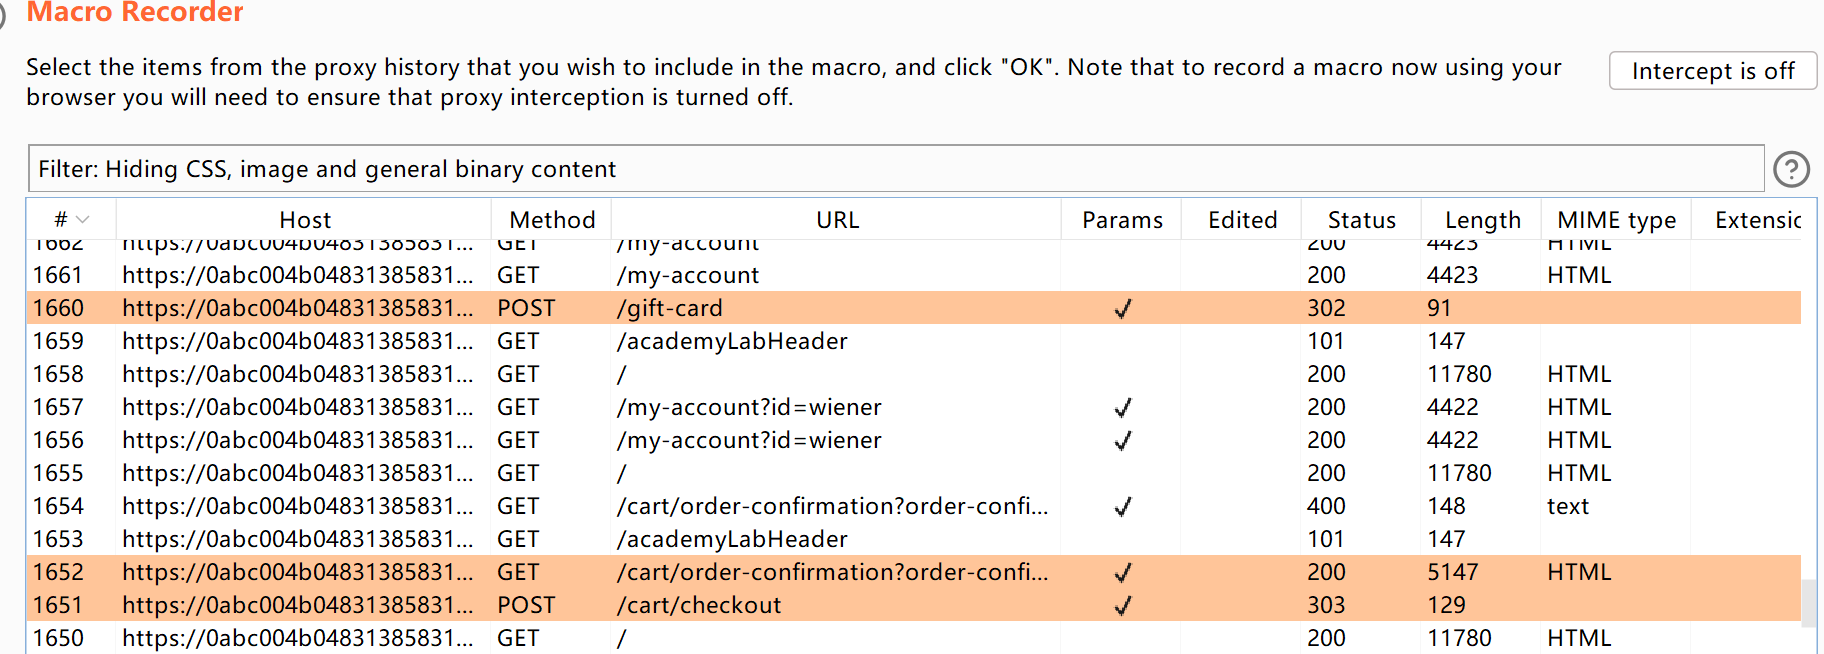 Macro Recorder
Select the items from the proxy history that you wish to include in the macro, and click "OK". Note that to record a macro now using your
browser you will need to ensure that proxy interception is turned off.
Intercept is off
Filter: Hiding CSS, image and general binary content
?
# Host Method URL Params Edited Status Length MIME type Extensic
1662 https://0abc004b04831385831... GET /my-account 200 4423 HTML
1661 https://0abc004b04831385831... GET /my-account 200 4423 HTML
1660 https://0abc004b04831385831... POST /gift-card ✓ 302 91
1659 https://0abc004b04831385831... GET /academyLabHeader 101 147
1658 https://0abc004b04831385831... GET / 200 11780 HTML
1657 https://0abc004b04831385831... GET /my-account?id=wiener ✓ 200 4422 HTML
1656 https://0abc004b04831385831... GET /my-account?id=wiener ✓ 200 4422 HTML
1655 https://0abc004b04831385831... GET / 200 11780 HTML
1654 https://0abc004b04831385831... GET /cart/order-confirmation?order-confi... ✓ 400 148 text
1653 https://0abc004b04831385831... GET /academyLabHeader 101 147
1652 https://0abc004b04831385831... GET /cart/order-confirmation?order-confi... ✓ 200 5147 HTML
1651 https://0abc004b04831385831... POST /cart/checkout ✓ 303 129
1650 https://0abc004b04831385831... GET / 200 11780 HTML